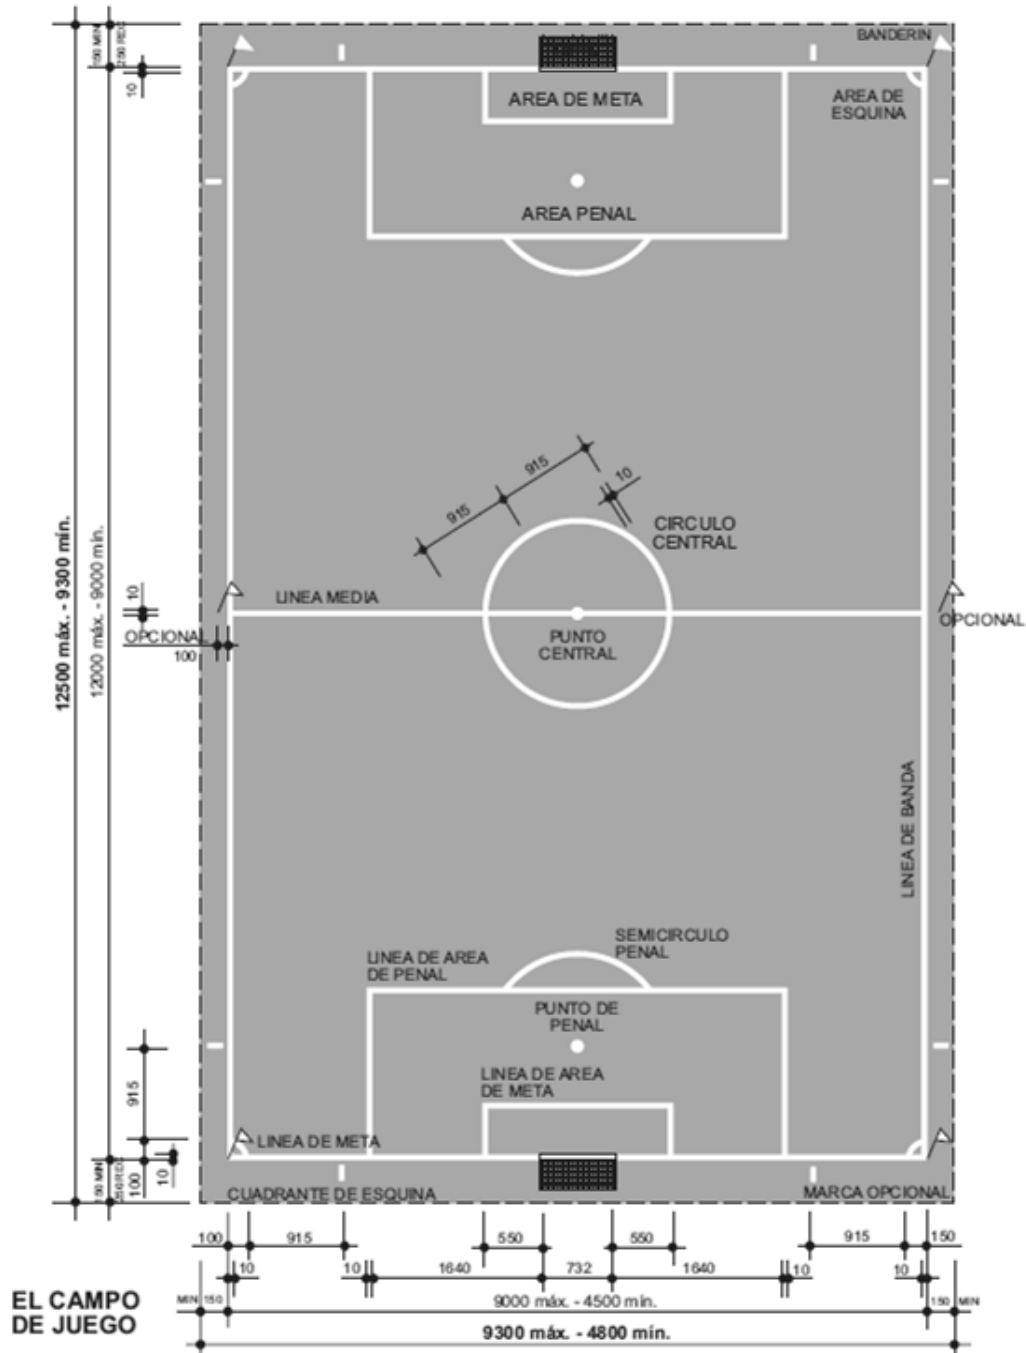 BANDERIN
150 MIN
10
AREA DE META
AREA DE
ESQUINA
AREA PENAL
915
915
10
CIRCULO
CENTRAL
12500 máx. - 9300 mín.
12000 máx. - 9000 mín.
10
LINEA MEDIA
OPCIONAL
100
OPCIONAL
PUNTO
CENTRAL
LINEA DE BANDA
SEMICIRCULO
PENAL
LINEA DE AREA
DE PENAL
PUNTO DE
PENAL
915
LINEA DE AREA
DE META
LINEA DE META
100
10
CUADRANTE DE ESQUINA
MARCA OPCIONAL
100
915
550
550
915
150
10
10
1640
732
1640
10
10
MIN
150
9000 máx. - 4500 mín.
150
MIN
9300 máx. - 4800 mín.
EL CAMPO
DE JUEGO